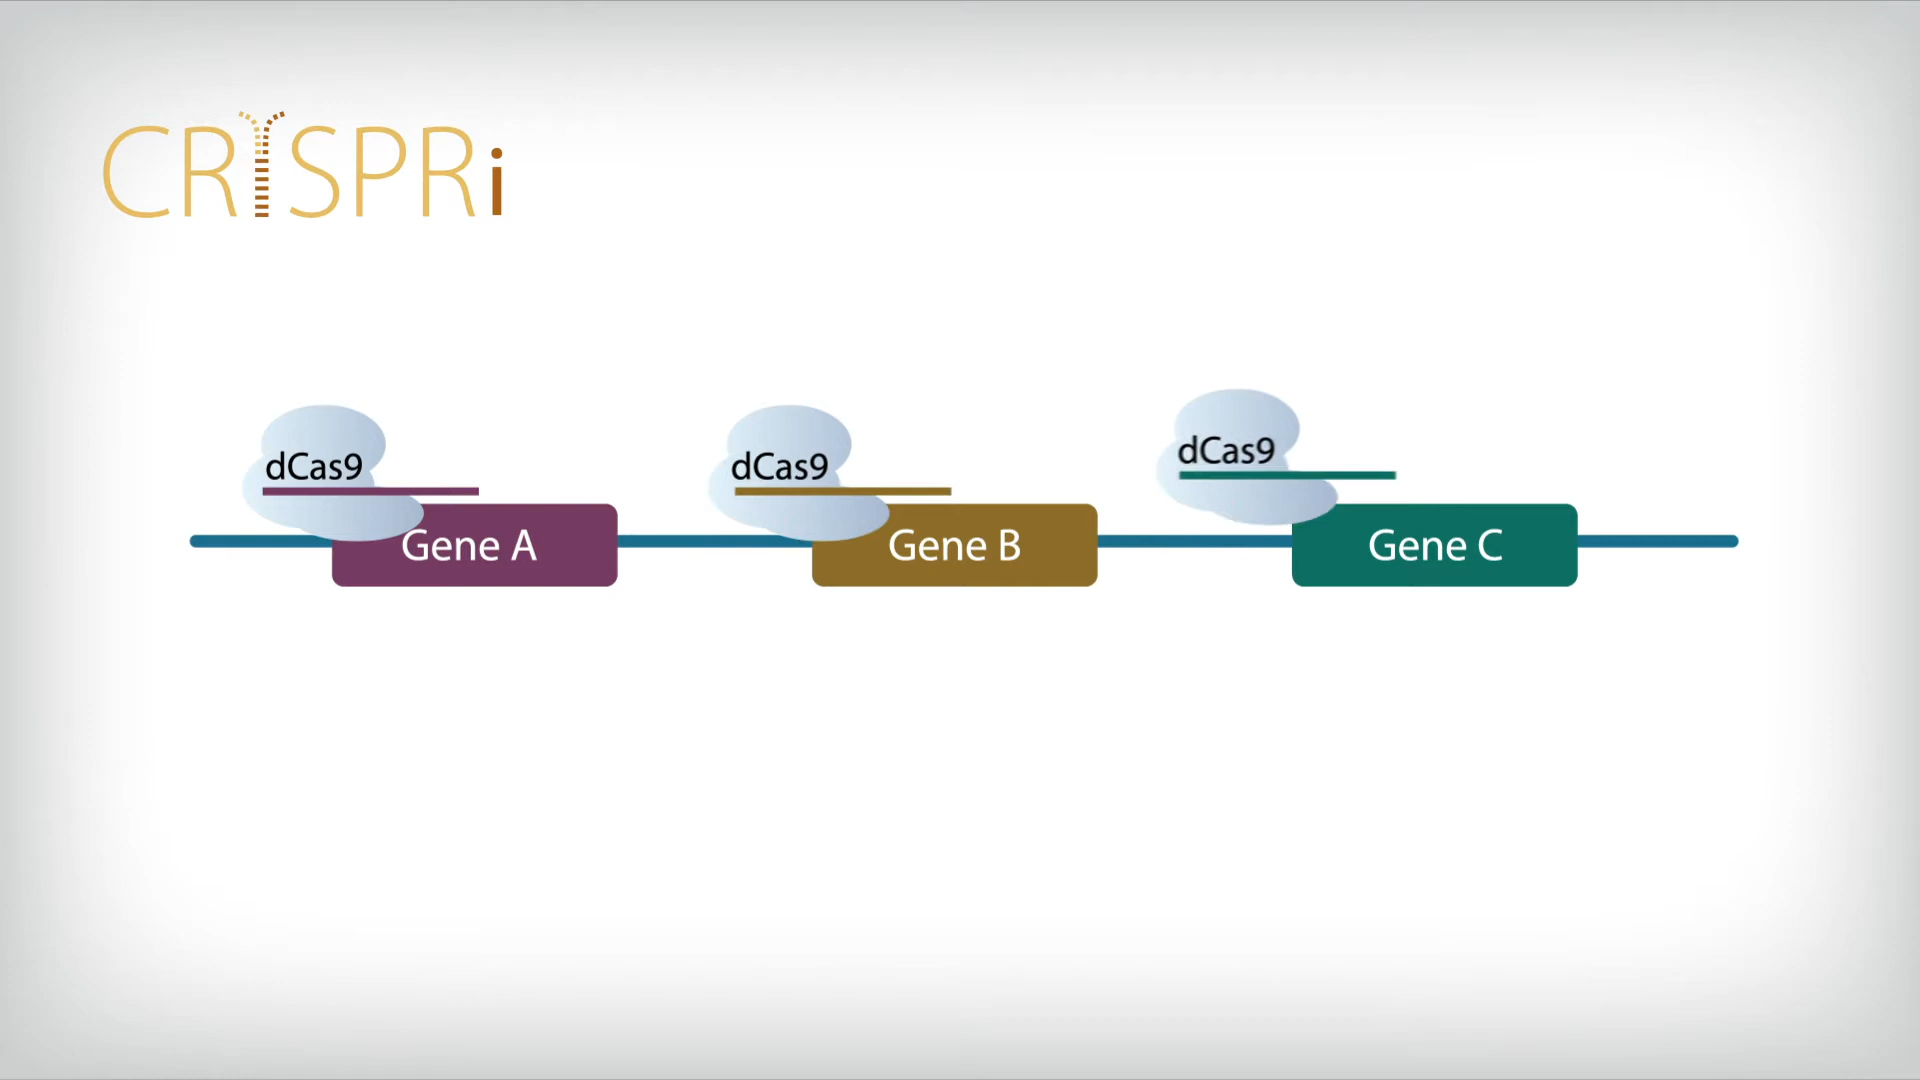 CRISPRi
dCas9
dCas9
dCas9
Gene A
Gene B
Gene C